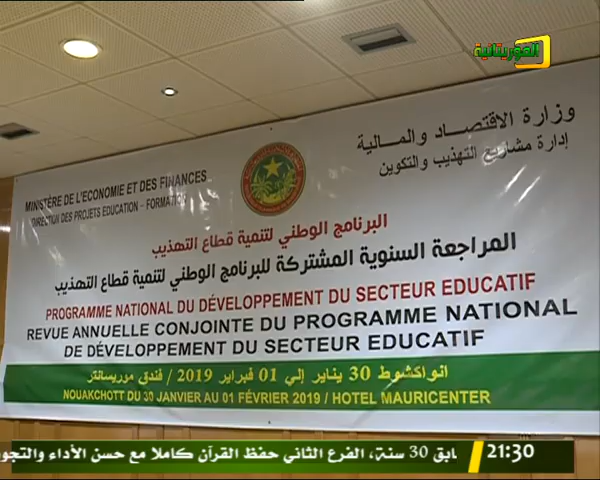 الموريتانية
وزارة الاقتصاد والمالية
إدارة مشاريع التهذيب والتكوين
MINISTÈRE DE L'ECONOMIE ET DES FINANCES
DIRECTION DES PROJETS EDUCATION – FORMATION
البرنامج الوطني لتنمية قطاع التهذيب
المراجعة السنوية المشتركة للبرنامج الوطني لتنمية قطاع التهذيب
PROGRAMME NATIONAL DU DÉVELOPPEMENT DU SECTEUR EDUCATIF
REVUE ANNUELLE CONJOINTE DU PROGRAMME NATIONAL
DE DÉVELOPPEMENT DU SECTEUR EDUCATIF
انواكشوط 30 يناير إلي 01 فبراير 2019 / فندق موريسانتر
NOUAKCHOTT DU 30 JANVIER AU 01 FÉVRIER 2019 / HOTEL MAURICENTER
ـابق 30 سنة، الفرع الثاني حفظ القرآن كاملا مع حسن الأداء والتجو
21:30